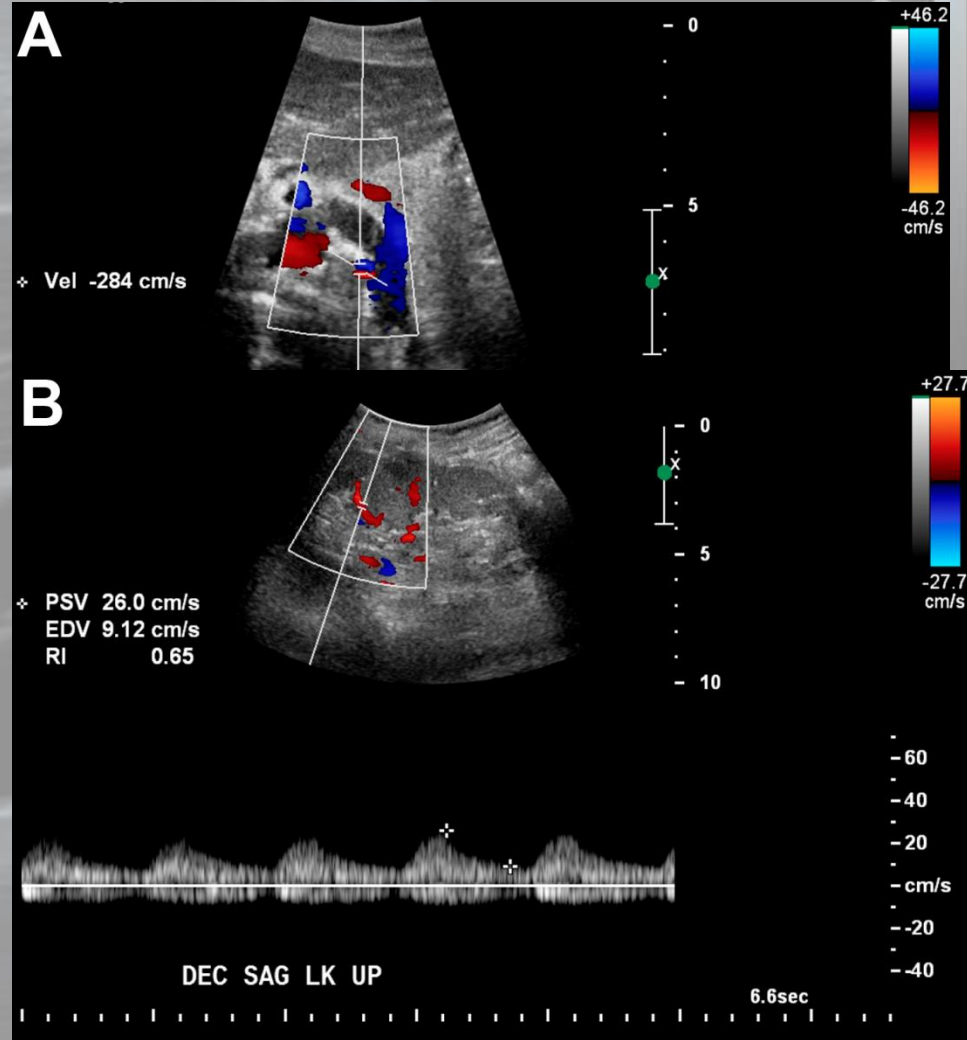 A
0
+46.2
5
-46.2
cm/s
x
Vel -284 cm/s
B
0
+27.7
x
5
-27.7
cm/s
PSV 26.0 cm/s
EDV 9.12 cm/s
RI 0.65
10
60
40
20
cm/s
-20
-40
DEC SAG LK UP
6.6sec